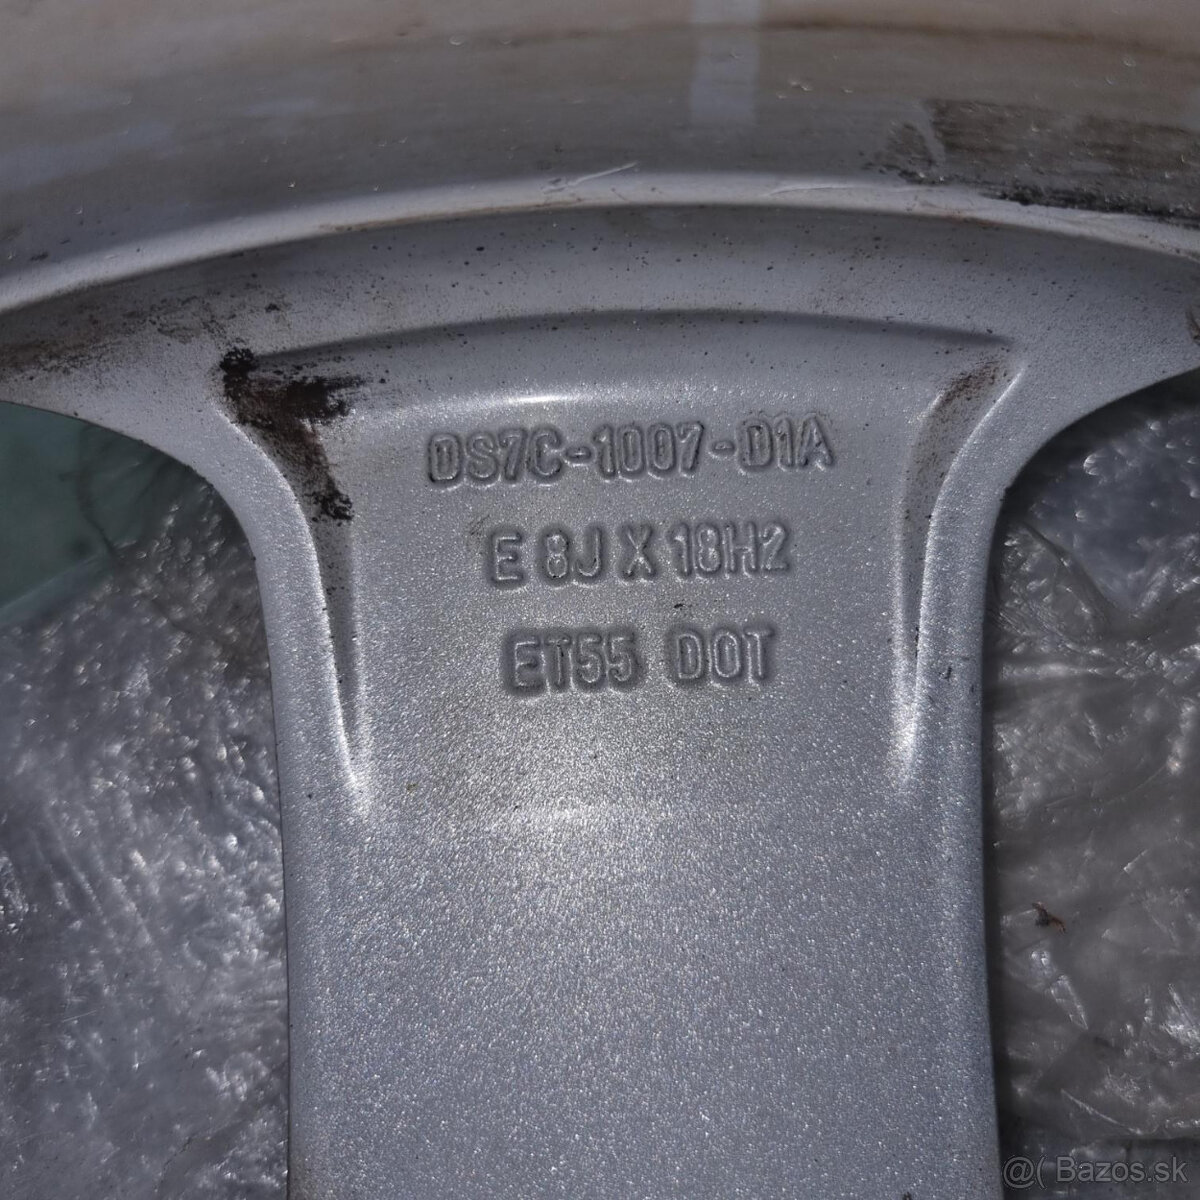 DS7C-1007-D1A
E 8J X 18H2
ET55 DOT
@( Bazos.sk